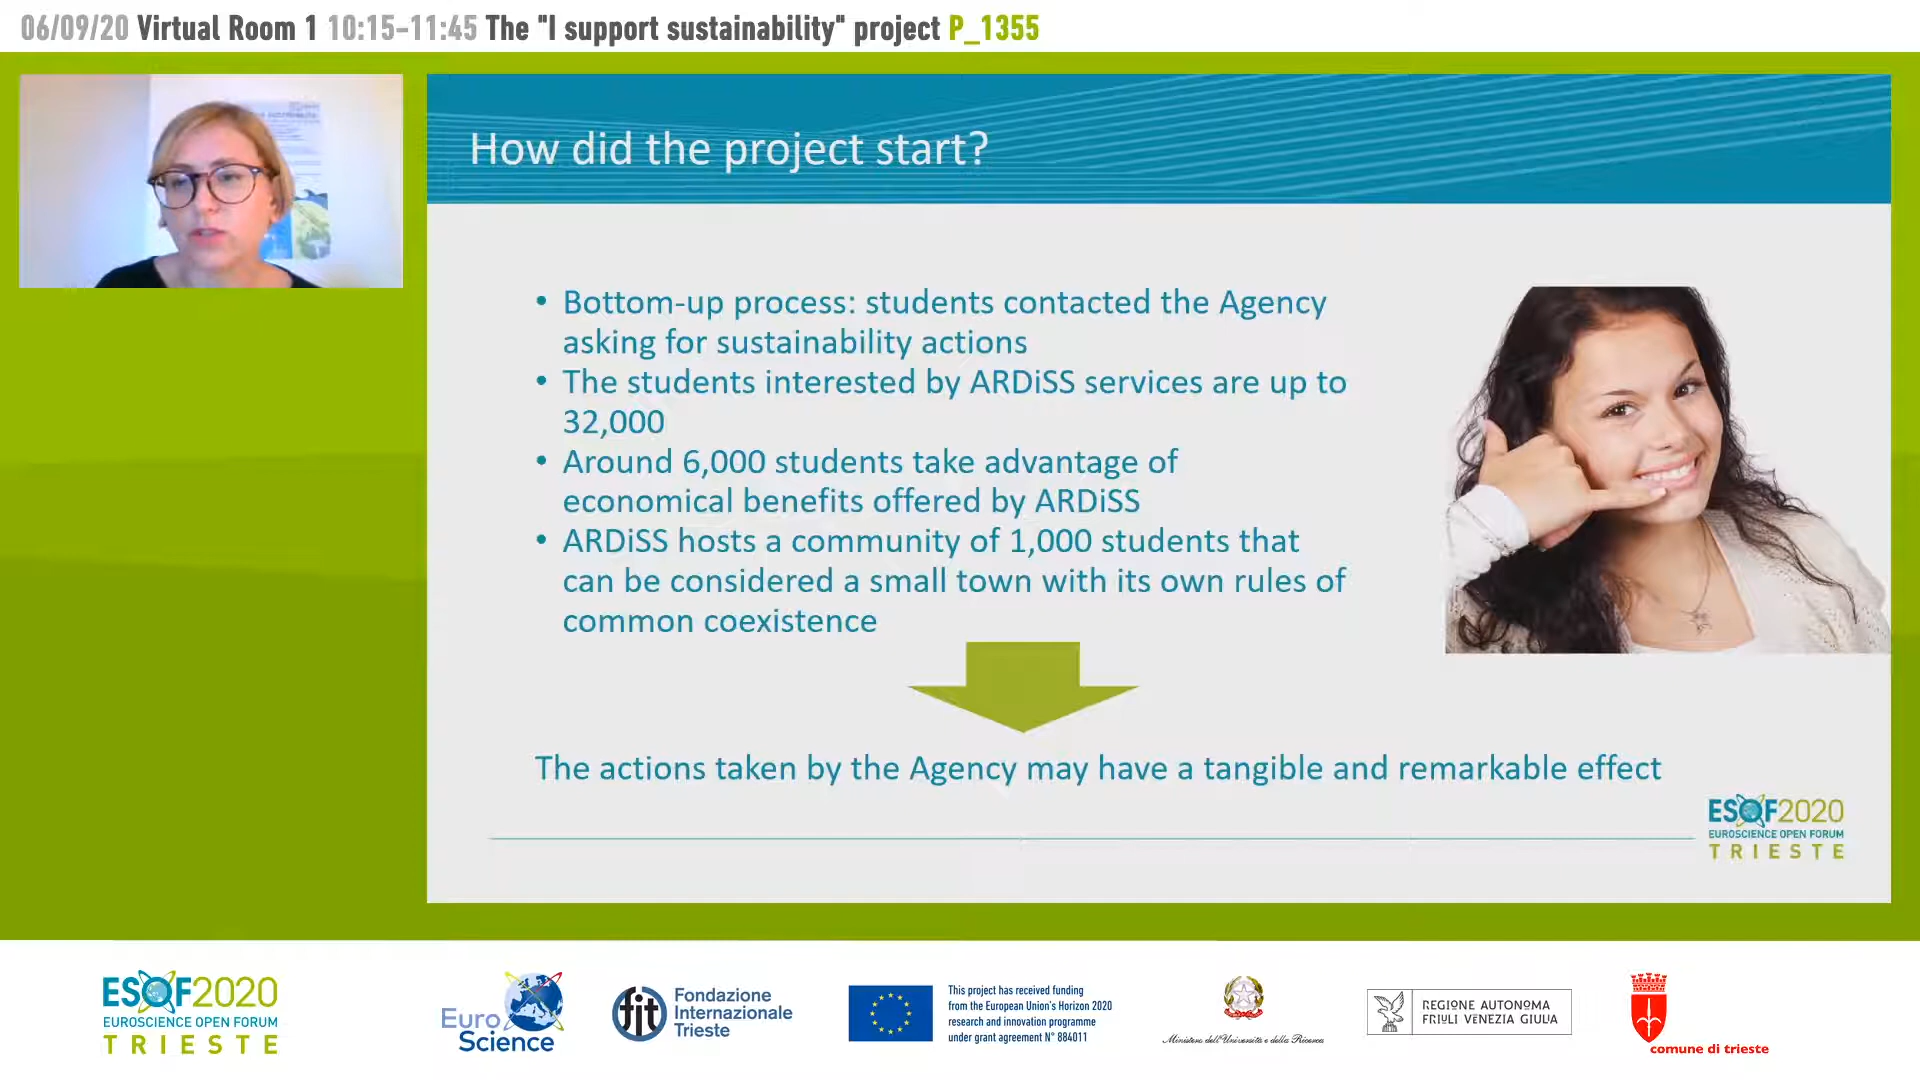 06/09/20 Virtual Room 1 10:15-11:45 The "I support sustainability" project P_1355
How did the project start?
• Bottom-up process: students contacted the Agency
asking for sustainability actions
• The students interested by ARDiSS services are up to
32,000
• Around 6,000 students take advantage of
economical benefits offered by ARDiSS
• ARDiSS hosts a community of 1,000 students that
can be considered a small town with its own rules of
common coexistence
The actions taken by the Agency may have a tangible and remarkable effect
ESOF2020
EUROSCIENCE OPEN FORUM
TRIESTE
ESOF2020
EUROSCIENCE OPEN FORUM
TRIESTE
Euro
Science
fit
Fondazione
Internazionale
Trieste
This project has received funding
from the European Union's Horizon 2020
research and innovation programme
under grant agreement N° 884011
Ministero dell'Università e della Ricerca
REGIONE AUTONOMA
FRIULI VENEZIA GIULIA
comune di trieste